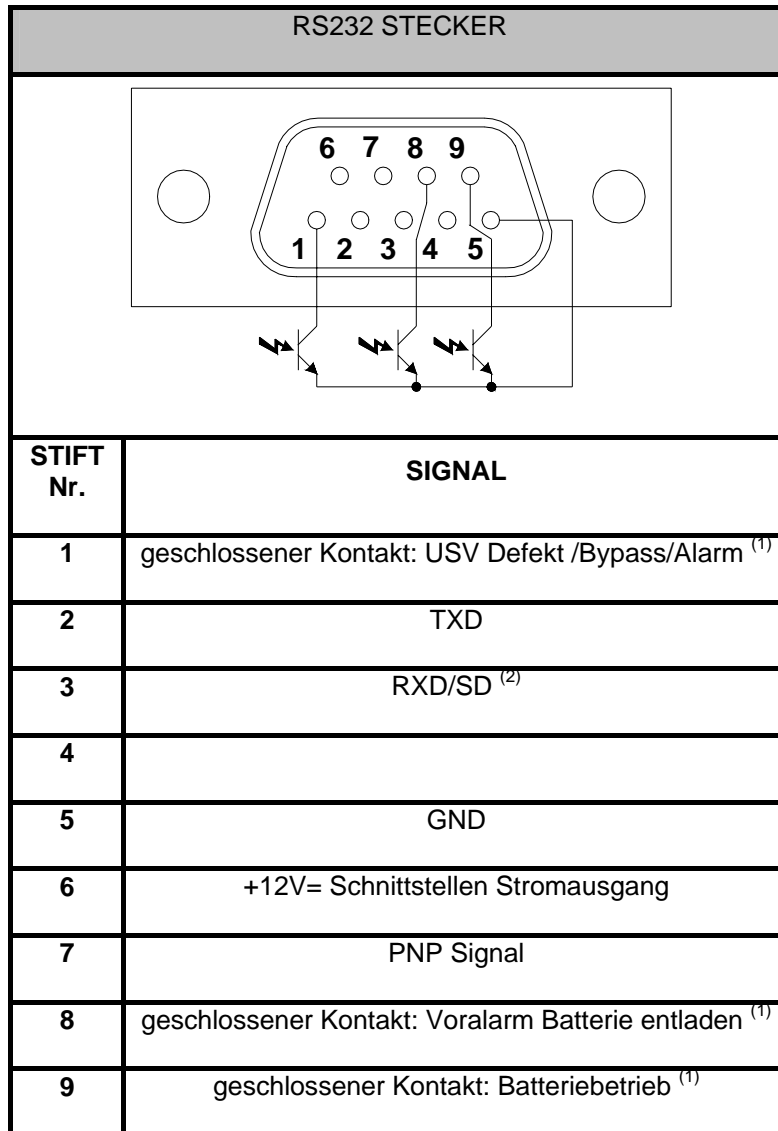 RS232 STECKER
6 7 8 9
1 2 3 4 5
STIFT
Nr.
SIGNAL
1 geschlossener Kontakt: USV Defekt /Bypass/Alarm (1)
2 TXD
3 RXD/SD (2)
4
5 GND
6 +12V= Schnittstellen Stromausgang
7 PNP Signal
8 geschlossener Kontakt: Voralarm Batterie entladen (1)
9 geschlossener Kontakt: Batteriebetrieb (1)